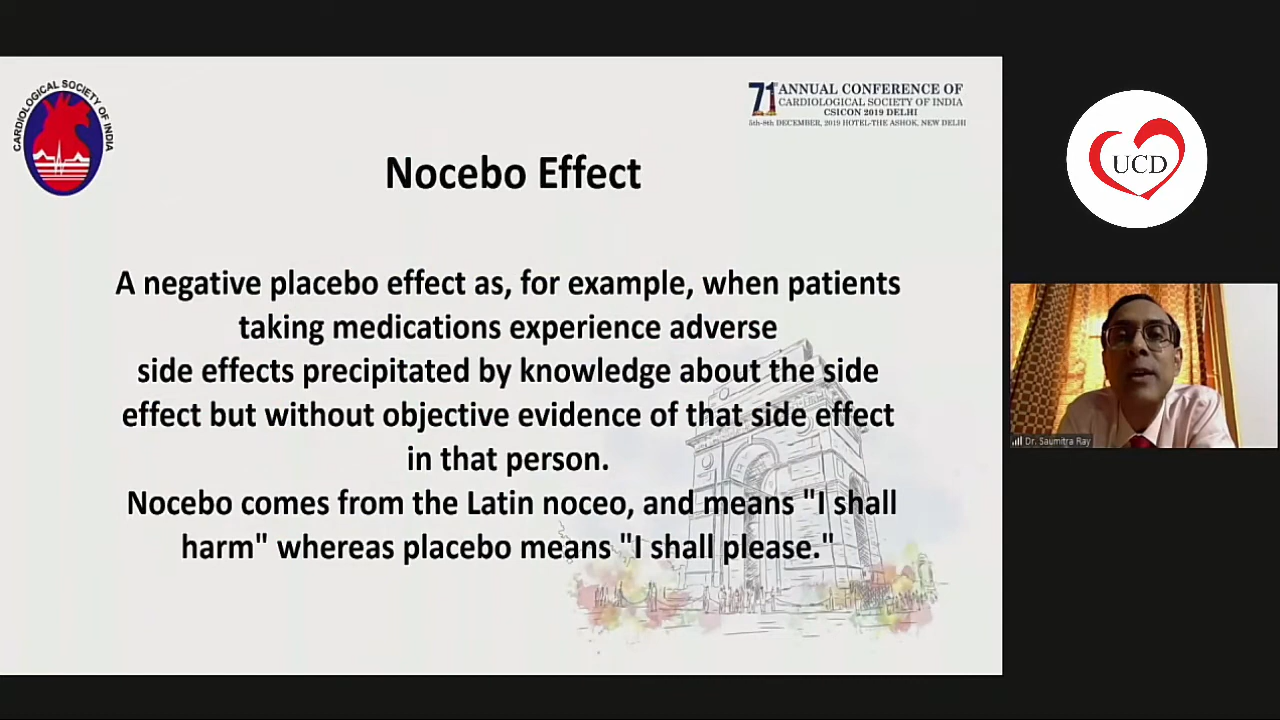 CARDIOLOGICAL SOCIETY OF INDIA
71 ANNUAL CONFERENCE OF
CARDIOLOGICAL SOCIETY OF INDIA
CSICON 2019 DELHI
5th-8th DECEMBER, 2019 HOTEL-THE ASHOK, NEW DELHI
Nocebo Effect
A negative placebo effect as, for example, when patients
taking medications experience adverse
side effects precipitated by knowledge about the side
effect but without objective evidence of that side effect
in that person.
Nocebo comes from the Latin noceo, and means "I shall
harm" whereas placebo means "I shall please."
UCD
Dr. Saumitra Ray